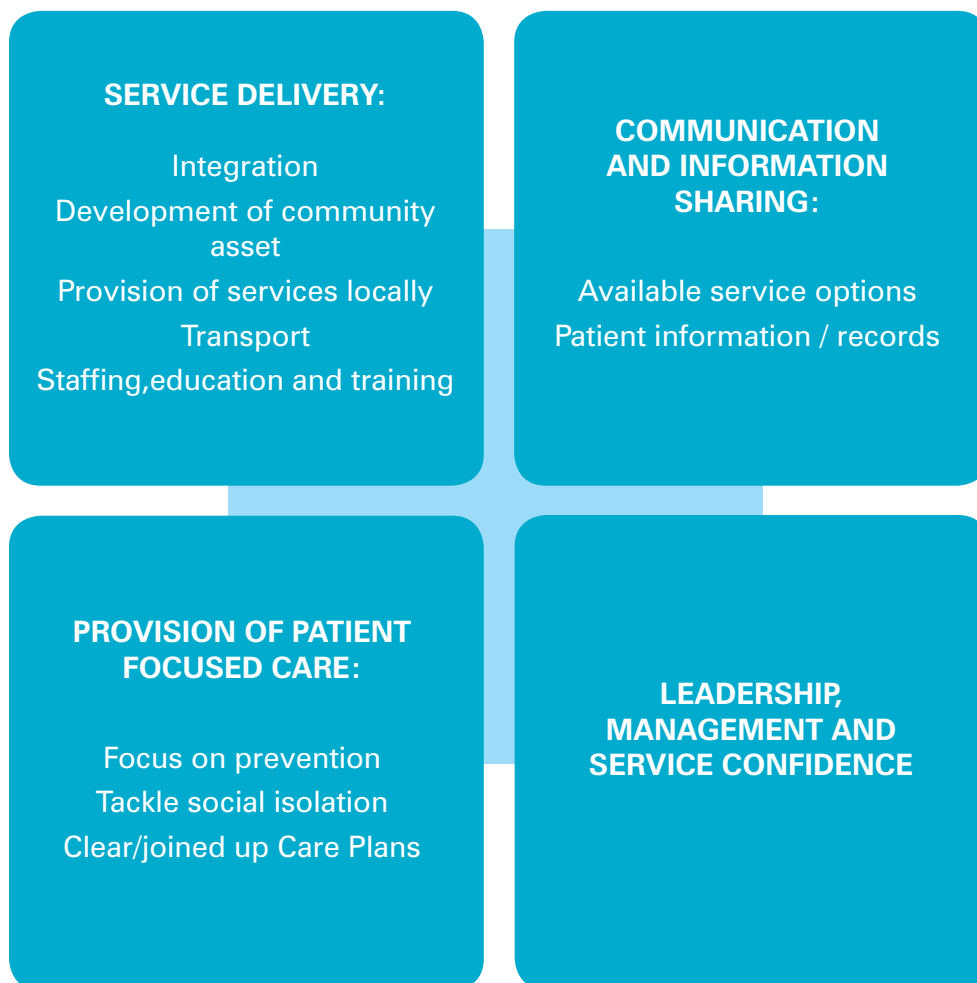 SERVICE DELIVERY:
Integration
Development of community
asset
Provision of services locally
Transport
Staffing,education and training
COMMUNICATION
AND INFORMATION
SHARING:
Available service options
Patient information / records
PROVISION OF PATIENT
FOCUSED CARE:
Focus on prevention
Tackle social isolation
Clear/joined up Care Plans
LEADERSHIP,
MANAGEMENT AND
SERVICE CONFIDENCE